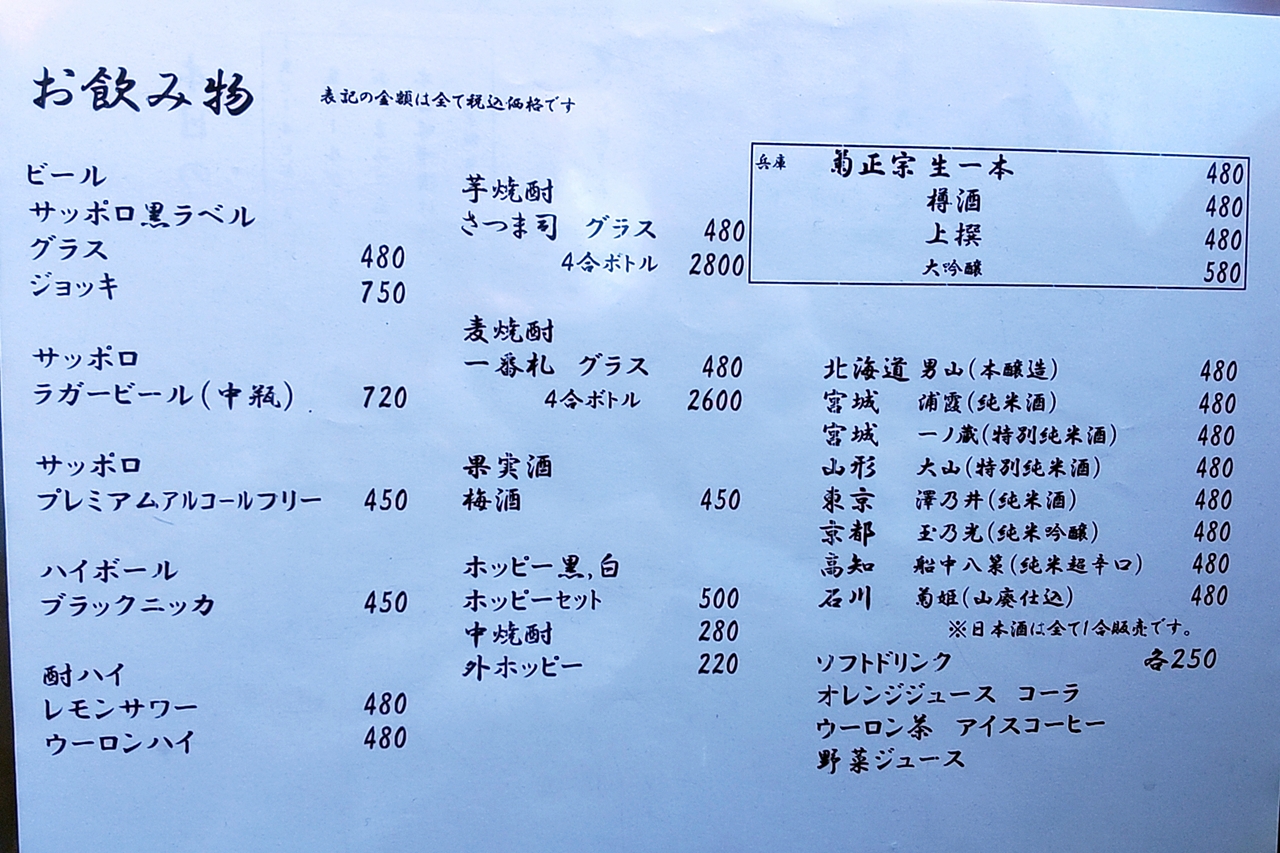 お飲み物
表記の金額は全て税込価格です
ビール
サッポロ黒ラベル
グラス 480
ジョッキ 750
サッポロ
ラガービール(中瓶) 720
サッポロ
プレミアムアルコールフリー 450
ハイボール
ブラックニッカ 450
酎ハイ
レモンサワー 480
ウーロンハイ 480
芋焼酎
さつま司 グラス 480
4合ボトル 2800
麦焼酎
一番札 グラス 480
4合ボトル 2600
果実酒
梅酒 450
ホッピー黒,白
ホッピーセット 500
中焼酎 280
外ホッピー 220
兵庫 菊正宗 生一本 480
樽酒 480
上撰 480
大吟醸 580
北海道 男山(本醸造) 480
宮城 浦霞(純米酒) 480
宮城 一ノ蔵(特別純米酒) 480
山形 大山(特別純米酒) 480
東京 澤乃井(純米酒) 480
京都 玉乃光(純米吟醸) 480
高知 船中八策(純米超辛口) 480
石川 菊姫(山廃仕込) 480
※日本酒は全て1合販売です。
ソフトドリンク 各250
オレンジジュース コーラ
ウーロン茶 アイスコーヒー
野菜ジュース